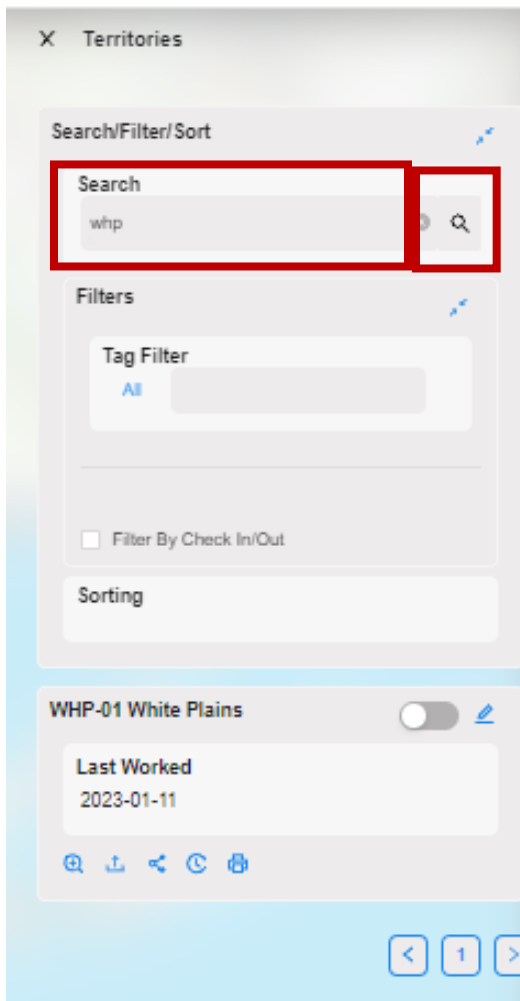 X Territories
Search/Filter/Sort
Search
whp
Filters
Tag Filter
All
Filter By Check In/Out
Sorting
WHP-01 White Plains
Last Worked
2023-01-11
< 1 >